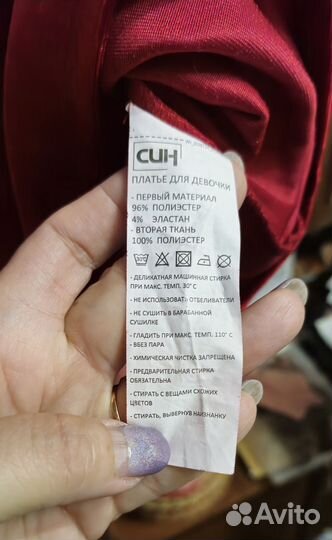 CИН
ПЛАТЬЕ ДЛЯ ДЕВОЧКИ
- ПЕРВЫЙ МАТЕРИАЛ
96% ПОЛИЭСТЕР
4% ЭЛАСТАН
- ВТОРАЯ ТКАНЬ
100% ПОЛИЭСТЕР
- ДЕЛИКАТНАЯ МАШИННАЯ СТИРКА
ПРИ МАКС. ТЕМП. 30° С
- НЕ ИСПОЛЬЗОВАТЬ ОТБЕЛИВАТЕЛИ
- НЕ СУШИТЬ В БАРАБАННОЙ
СУШИЛКЕ
- ГЛАДИТЬ ПРИ МАКС. ТЕМП. 110° С
- ВБЕЗ ПАРА
- ХИМИЧЕСКАЯ ЧИСТКА ЗАПРЕЩЕНА
- ПРЕДВАРИТЕЛЬНАЯ СТИРКА
ОБЯЗАТЕЛЬНА
- СТИРАТЬ С ВЕЩАМИ СХОЖИХ
ЦВЕТОВ
- СТИРАТЬ, ВЫВЕРНУВ НАИЗНАНКУ
Avito